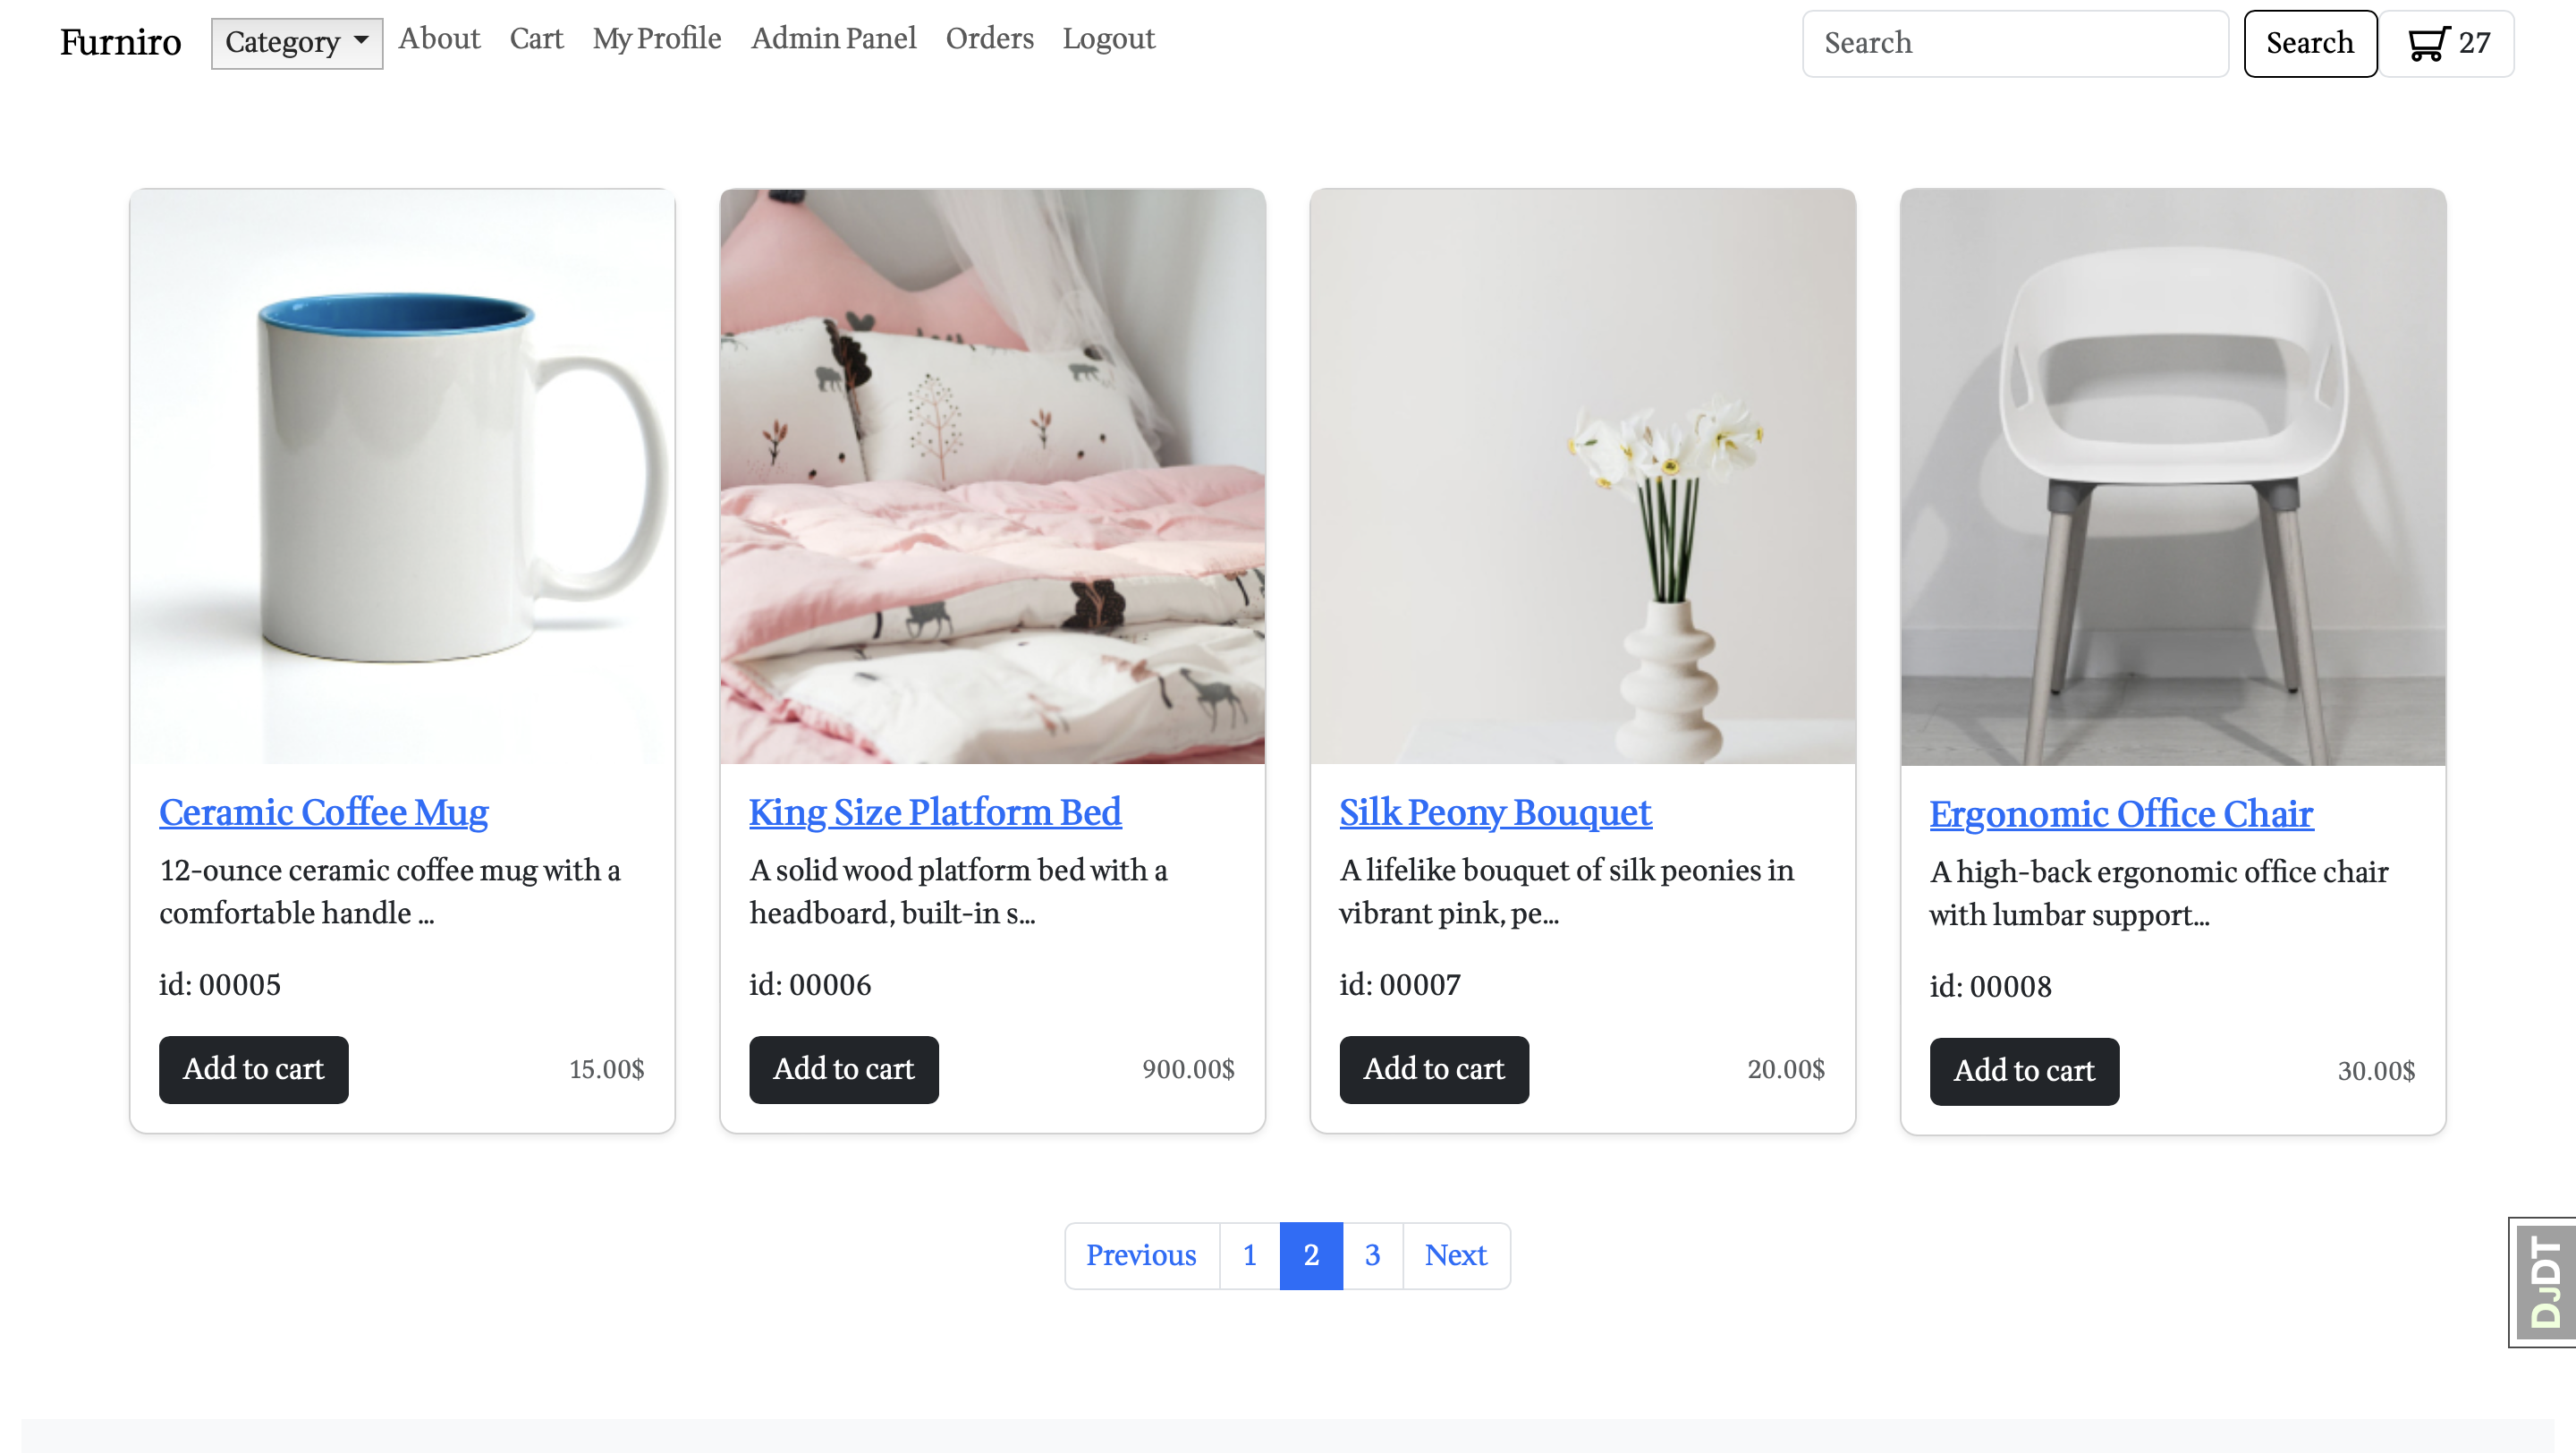 Furniro Category About Cart My Profile Admin Panel Orders Logout Search Search 27
Ceramic Coffee Mug
12-ounce ceramic coffee mug with a
comfortable handle ...
id: 00005
Add to cart 15.00$
King Size Platform Bed
A solid wood platform bed with a
headboard, built-in s...
id: 00006
Add to cart 900.00$
Silk Peony Bouquet
A lifelike bouquet of silk peonies in
vibrant pink, pe...
id: 00007
Add to cart 20.00$
Ergonomic Office Chair
A high-back ergonomic office chair
with lumbar support...
id: 00008
Add to cart 30.00$
Previous 1 2 3 Next
DJDT